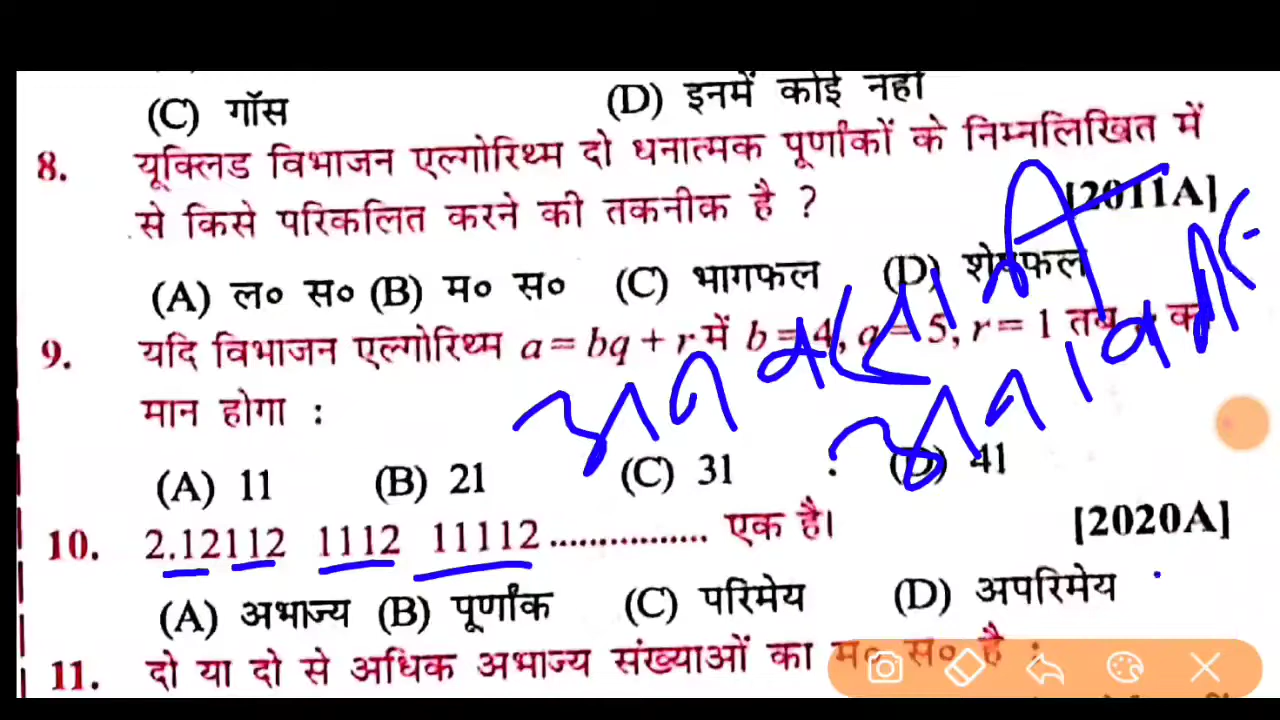 (C) गॉस (D) इनमें कोई नहीं
8. यूक्लिड विभाजन एल्गोरिथ्म दो धनात्मक पूर्णांकों के निम्नलिखित में
से किसे परिकलित करने की तकनीक है ? [2011A]
(A) ल० स० (B) म० स० (C) भागफल (D) शेषफल
9. यदि विभाजन एल्गोरिथ्म a = bq + r में b = 4, q = 5, r = 1 तब
मान होगा :
(A) 11 (B) 21 (C) 31 (D) 41
10. 2.12112 1112 11112 ................ एक है। [2020A]
(A) अभाज्य (B) पूर्णांक (C) परिमेय (D) अपरिमेय
11. दो या दो से अधिक अभाज्य संख्याओं का म० स० है :